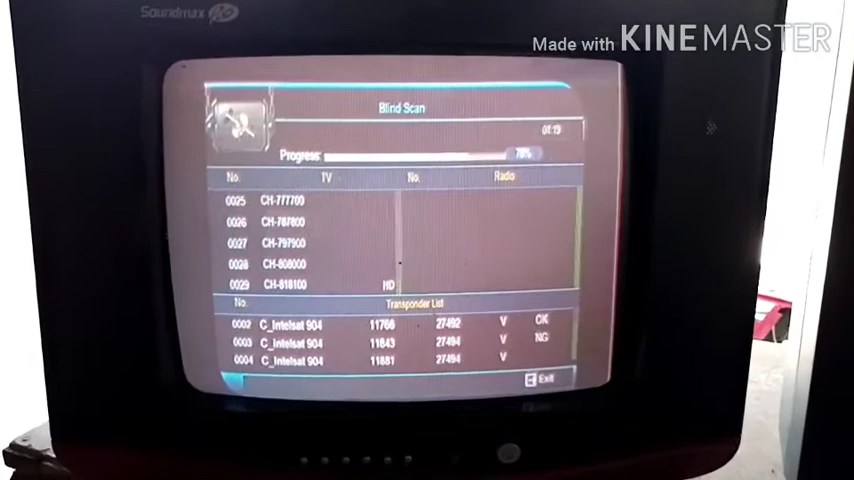 Soundmax
Made with KINEMASTER
Blind Scan
01:19
Progress: 78%
No. TV No. Radio
0025 CH-777700
0026 CH-787800
0027 CH-797900
0028 CH-808000
0029 CH-818100 HD
No. Transponder List
0002 C_Intelsat 904 11766 27492 V OK
0003 C_Intelsat 904 11843 27494 V NG
0004 C_Intelsat 904 11881 27494 V
Exit